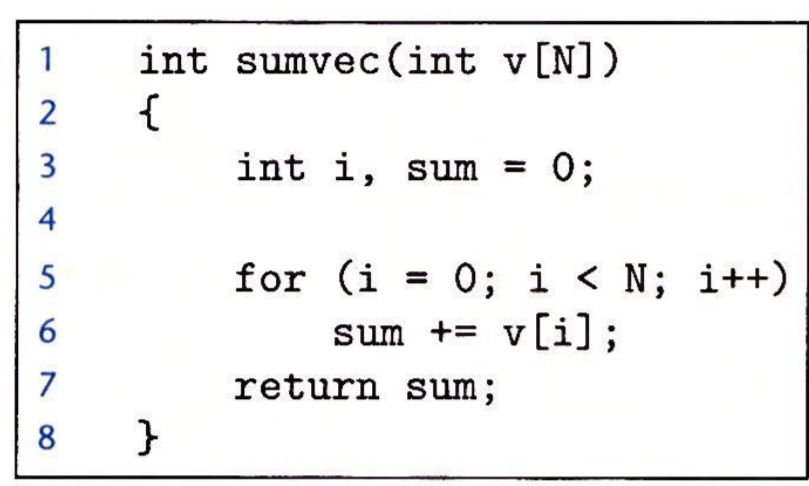 1 int sumvec(int v[N])
2 {
3 int i, sum = 0;
4
5 for (i = 0; i < N; i++)
6 sum += v[i];
7 return sum;
8 }